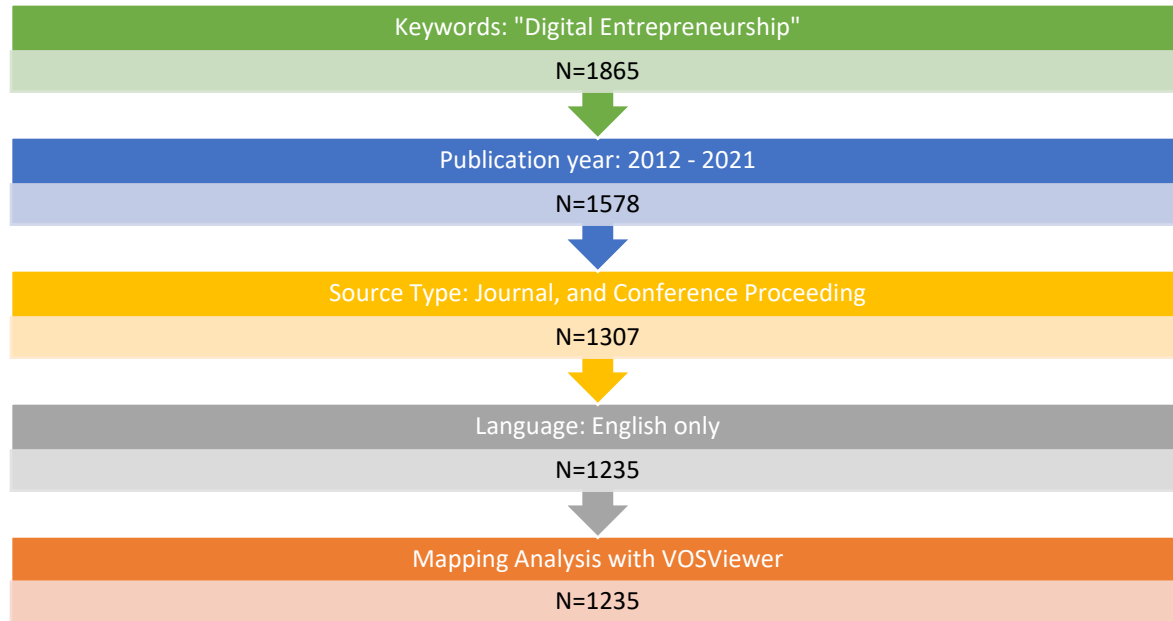 Keywords: "Digital Entrepreneurship"
N=1865
Publication year: 2012 - 2021
N=1578
Source Type: Journal, and Conference Proceeding
N=1307
Language: English only
N=1235
Mapping Analysis with VOSViewer
N=1235